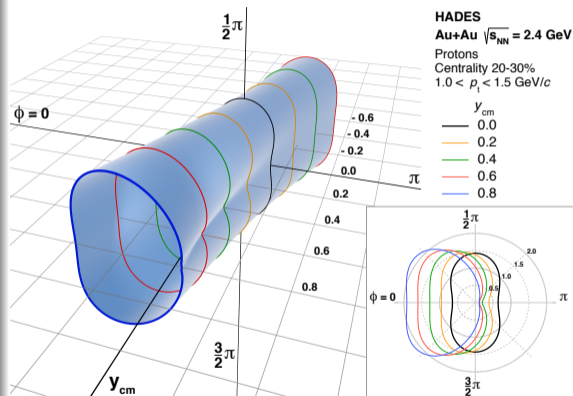 HADES
Au+Au √sNN = 2.4 GeV
Protons
Centrality 20-30%
1.0 < pt < 1.5 GeV/c
ycm
0.0
0.2
0.4
0.6
0.8
½π
ϕ = 0
π
- 0.6
- 0.4
- 0.2
0.0
0.2
0.4
0.6
0.8
3/2π
ycm
½π
2.0
1.5
1.0
0.5
ϕ = 0
π
3/2π